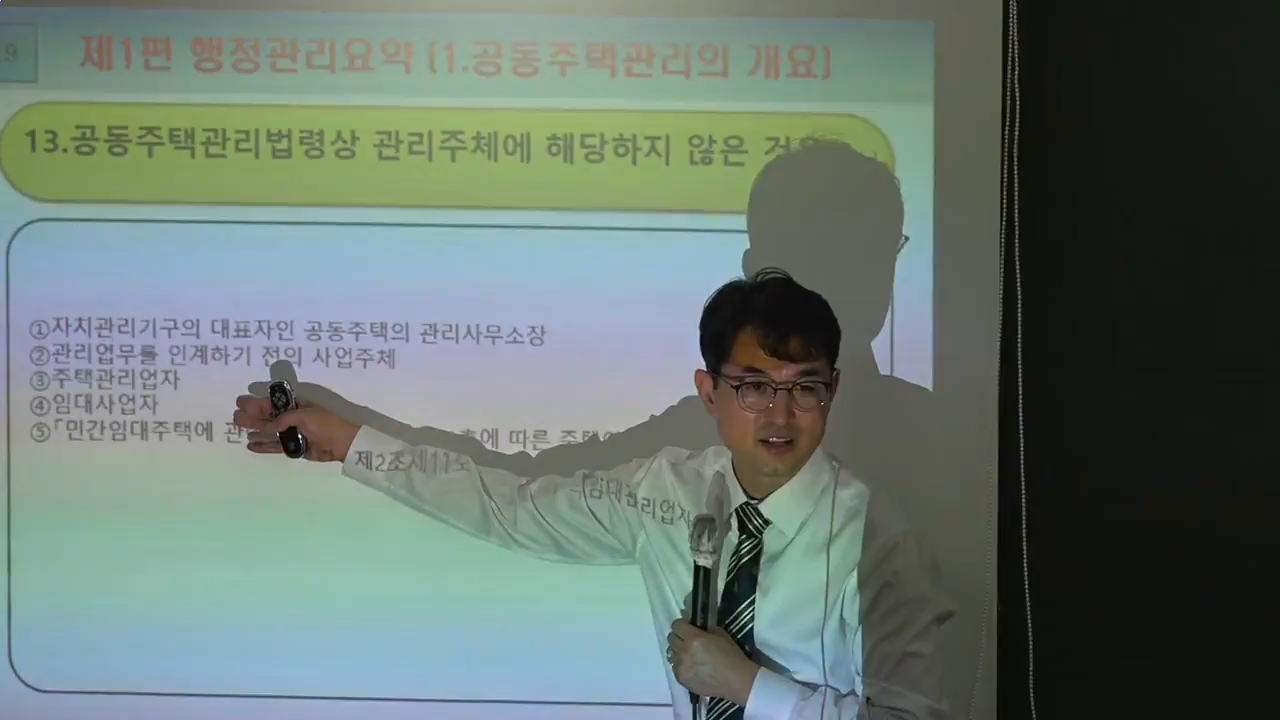 제1편 행정관리요약 [1.공동주택관리의 개요]
13.공동주택관리법령상 관리주체에 해당하지 않은
①자치관리기구의 대표자인 공동주택의 관리사무소장
②관리업무를 인계하기 전의 사업주체
③주택관리업자
④임대사업자
⑤「민간임대주택에 따른
제2조제11호 임대관리업자